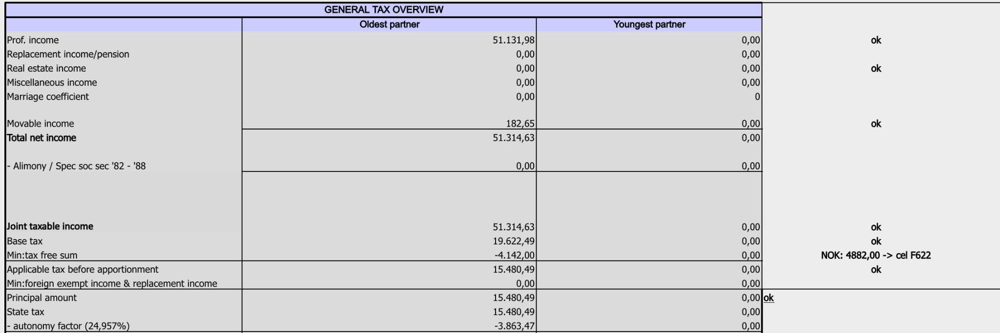 GENERAL TAX OVERVIEW
Oldest partner Youngest partner
Prof. income 51.131,98 0,00 ok
Replacement income/pension 0,00 0,00
Real estate income 0,00 0,00 ok
Miscellaneous income 0,00 0,00
Marriage coefficient 0,00 0
Movable income 182,65 0,00 ok
Total net income 51.314,63 0,00
- Alimony / Spec soc sec '82 - '88 0,00 0,00
Joint taxable income 51.314,63 0,00 ok
Base tax 19.622,49 0,00 ok
Min:tax free sum -4.142,00 0,00 NOK: 4882,00 -> cel F622
Applicable tax before apportionment 15.480,49 0,00 ok
Min:foreign exempt income & replacement income 0,00 0,00
Principal amount 15.480,49 0,00 ok
State tax 15.480,49 0,00
- autonomy factor (24,957%) -3.863,47 0,00